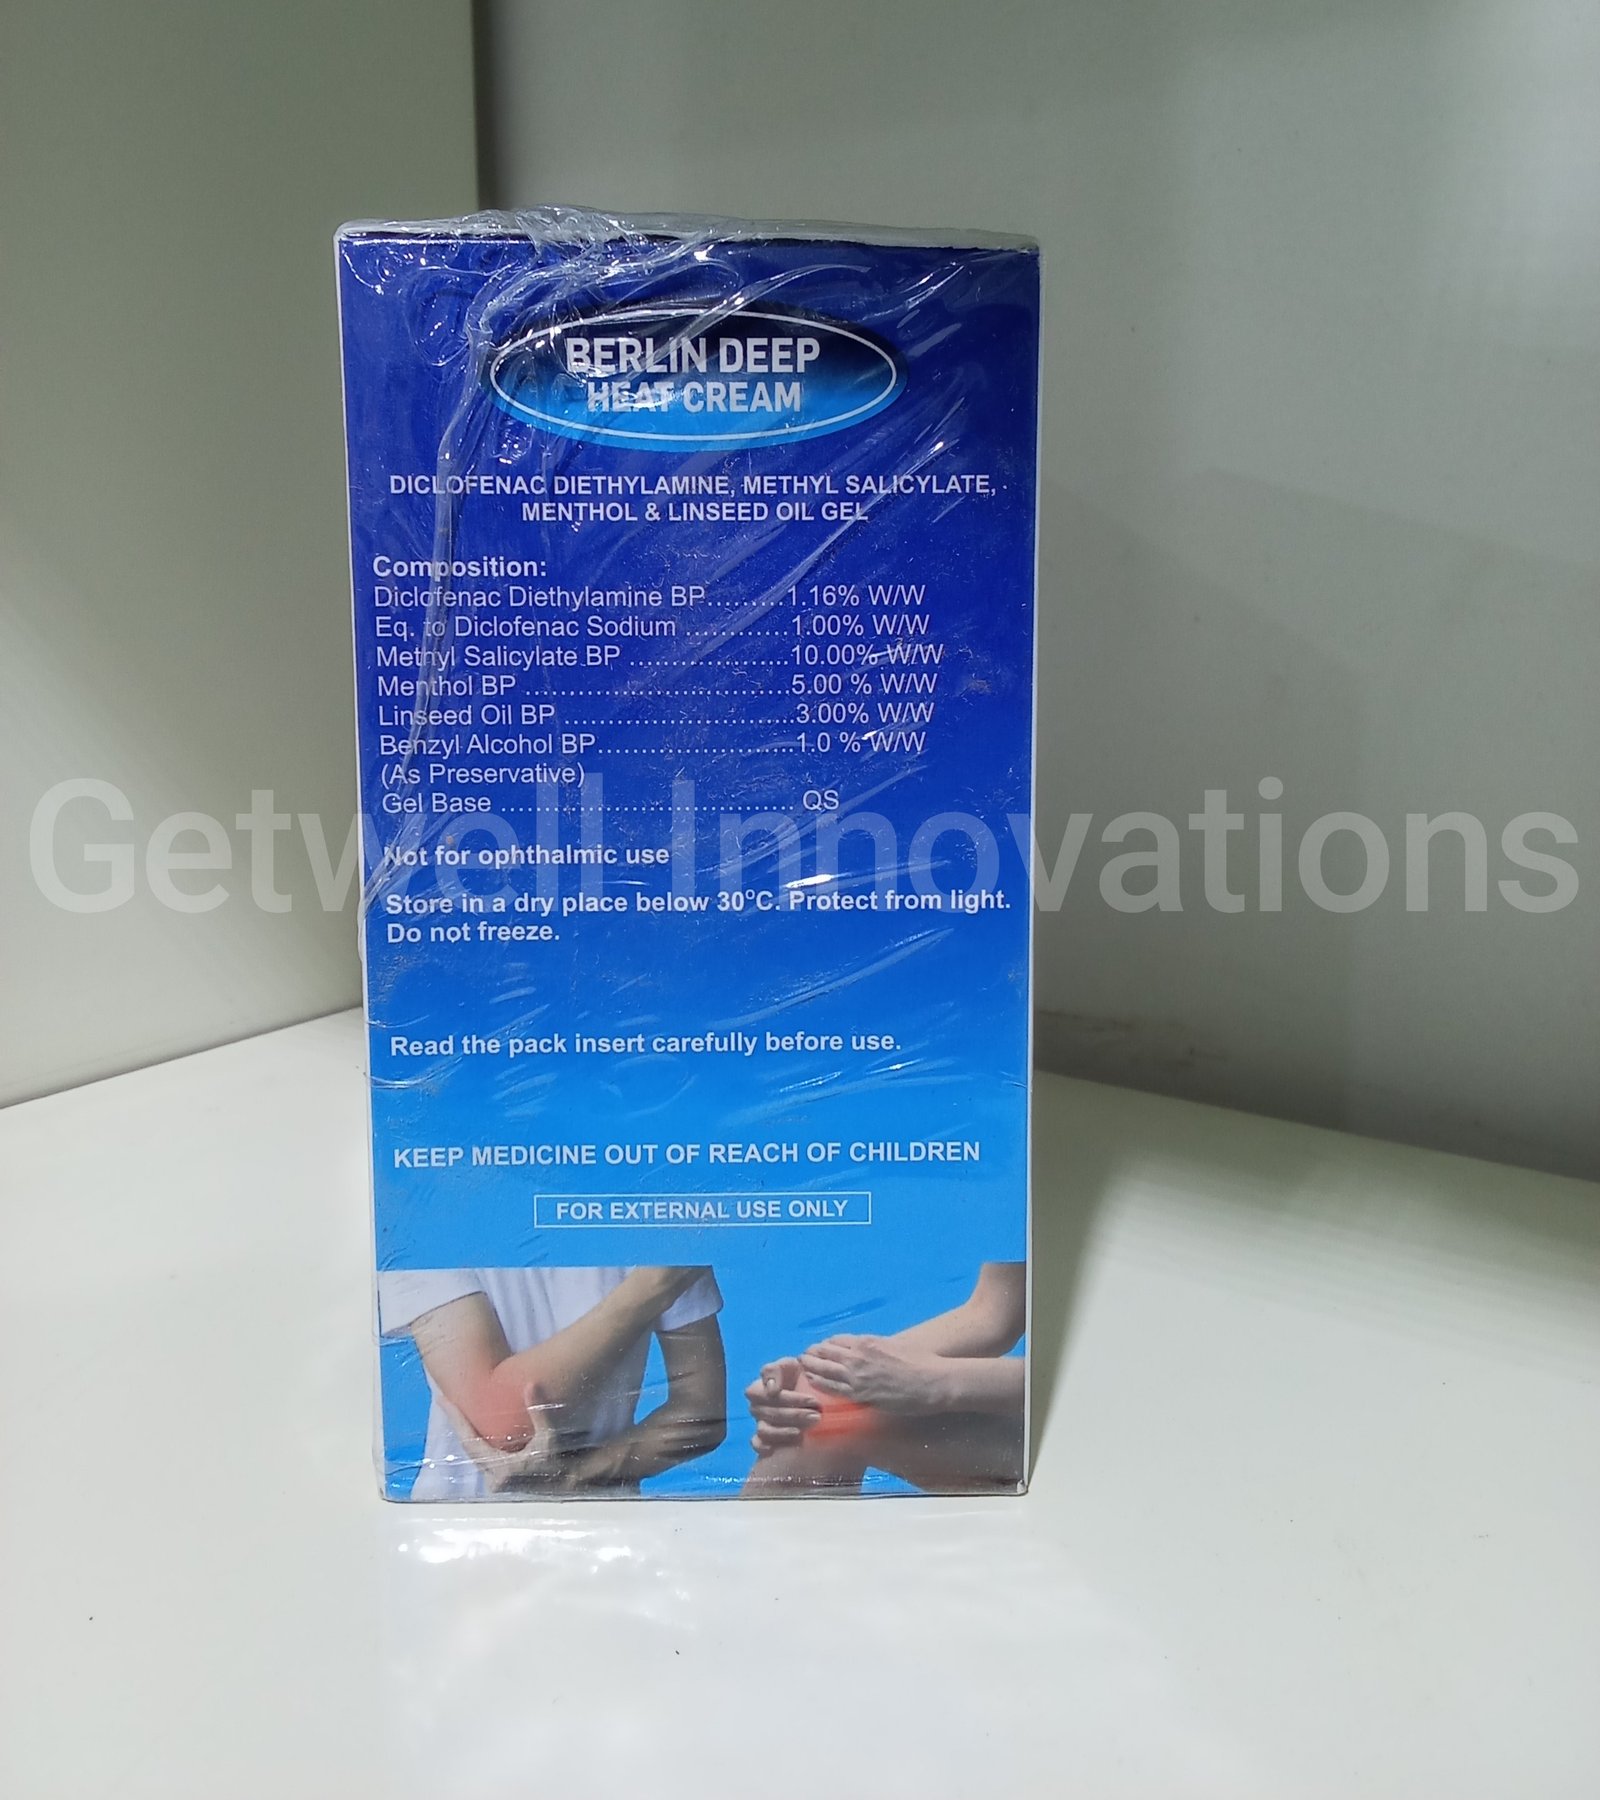 BERLIN DEEP
HEAT CREAM
DICLOFENAC DIETHYLAMINE, METHYL SALICYLATE,
MENTHOL & LINSEED OIL GEL
Composition:
Diclofenac Diethylamine BP.........1.16% W/W
Eq. to Diclofenac Sodium ............1.00% W/W
Methyl Salicylate BP ...................10.00% W/W
Menthol BP ...............................5.00 % W/W
Linseed Oil BP ...........................3.00% W/W
Benzyl Alcohol BP.......................1.0 % W/W
(As Preservative)
Gel Base .................................. QS
Getwell Innovations
Not for ophthalmic use
Store in a dry place below 30°C. Protect from light.
Do not freeze.
Read the pack insert carefully before use.
KEEP MEDICINE OUT OF REACH OF CHILDREN
FOR EXTERNAL USE ONLY